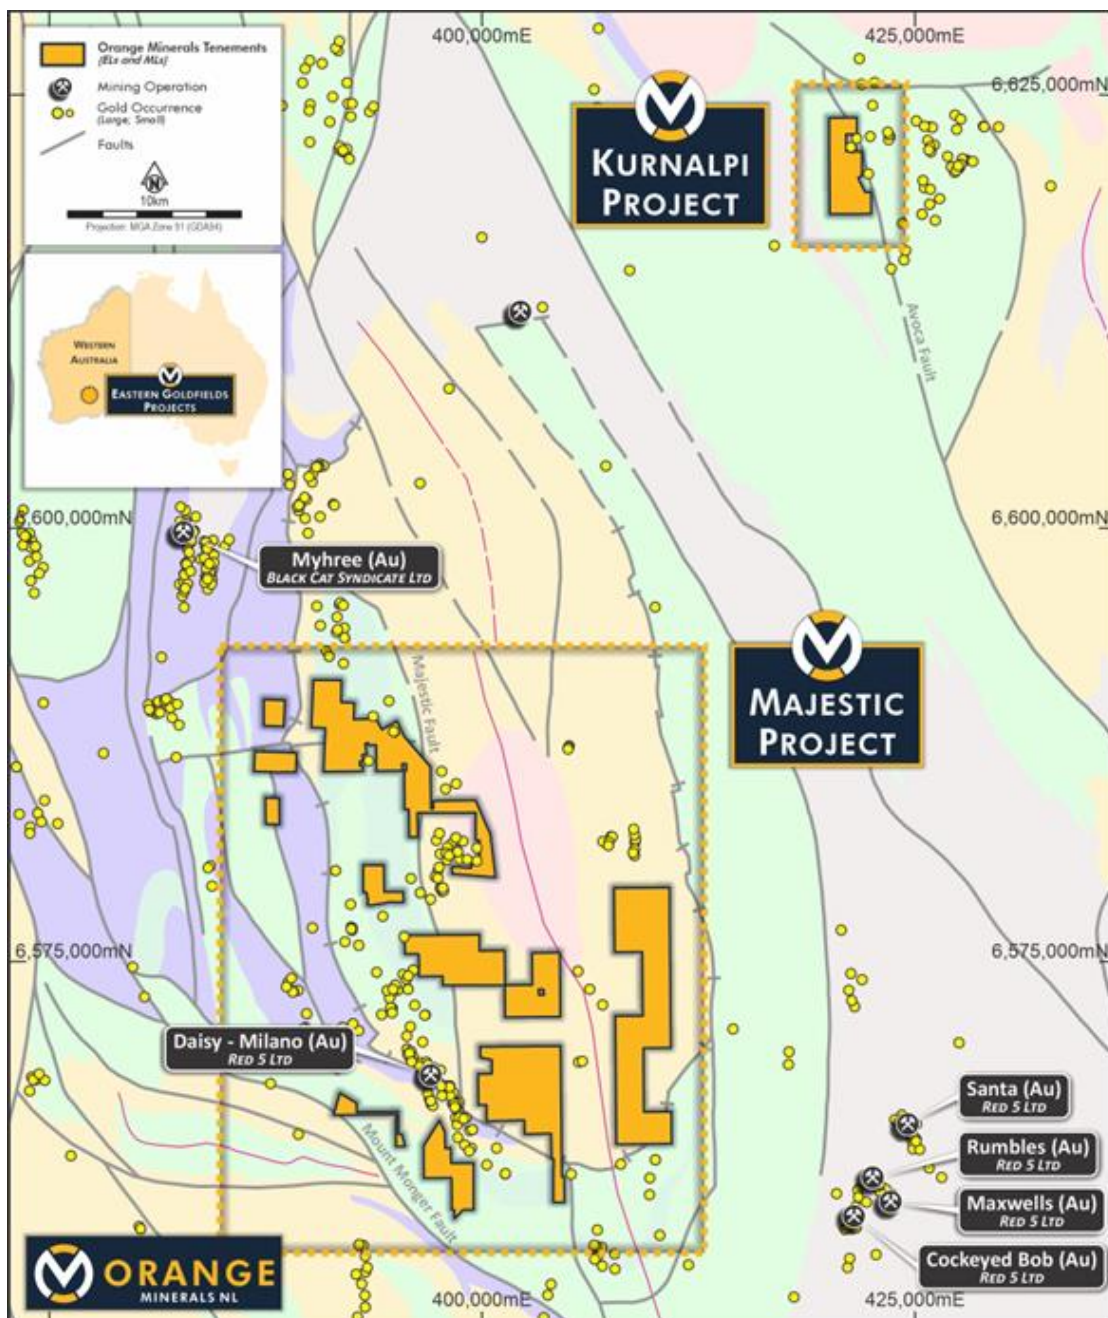 400,000mE
425,000mE
6,625,000mN
Orange Minerals Tenements
(ELs and MLs)
Mining Operation
Gold Occurrence
(Large; Small)
Faults
N
10km
Projection: MGA Zone 51 (GDA94)
KURNALPI
PROJECT
Avoca Fault
WESTERN
AUSTRALIA
EASTERN GOLDFIELDS
PROJECTS
6,600,000mN
6,600,000mN
Myhree (Au)
BLACK CAT SYNDICATE LTD
Majestic Fault
MAJESTIC
PROJECT
6,575,000mN
6,575,000mN
Daisy - Milano (Au)
RED 5 LTD
Santa (Au)
RED 5 LTD
Rumbles (Au)
RED 5 LTD
Maxwells (Au)
RED 5 LTD
Cockeyed Bob (Au)
RED 5 LTD
Mount Monger Fault
ORANGE
MINERALS NL
400,000mE
425,000mE